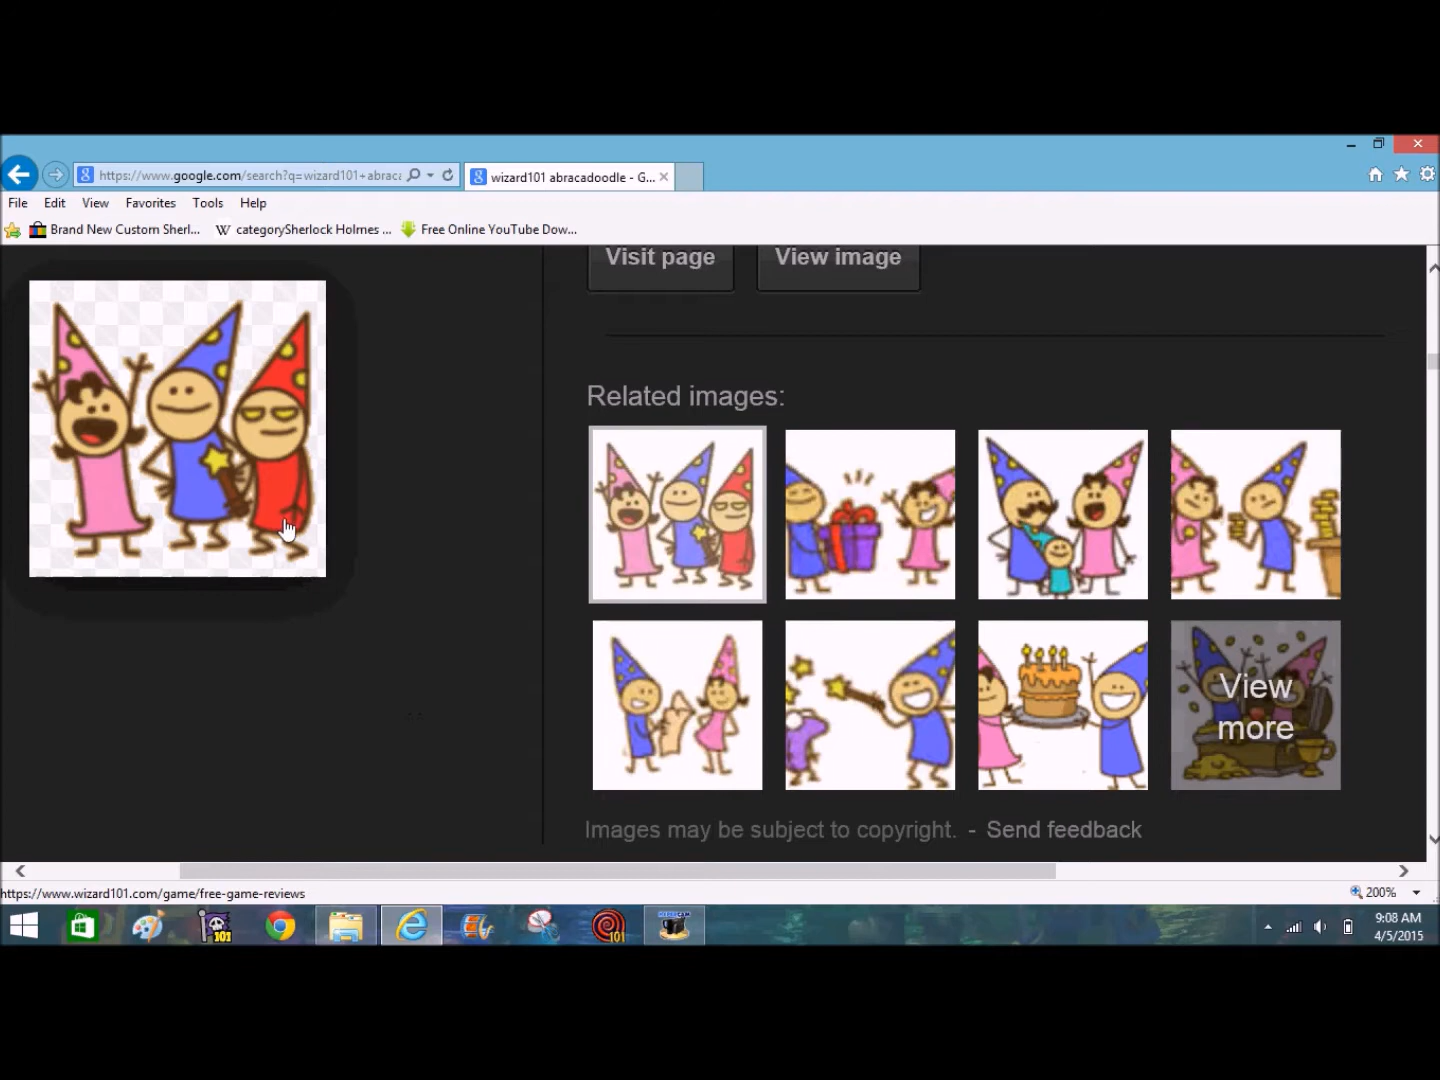 https://www.google.com/search?q=wizard101+abraca
wizard101 abracadoodle - G...
File Edit View Favorites Tools Help
Brand New Custom Sherl... categorySherlock Holmes ... Free Online YouTube Dow...
Visit page View image
Related images:
View more
Images may be subject to copyright. - Send feedback
https://www.wizard101.com/game/free-game-reviews
200%
9:08 AM
4/5/2015